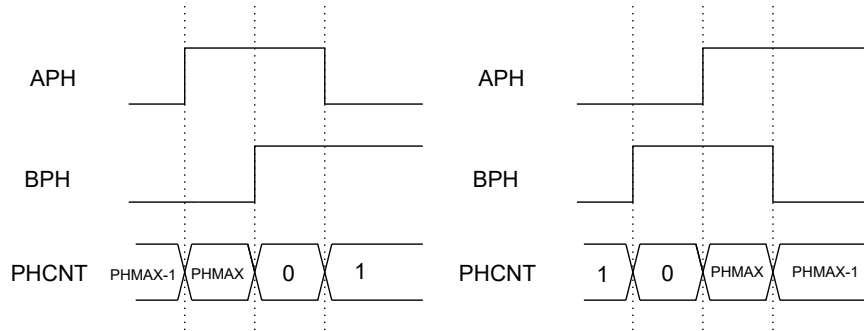 APH APH
BPH BPH
PHCNT PHMAX-1 PHMAX 0 1 PHCNT 1 0 PHMAX PHMAX-1